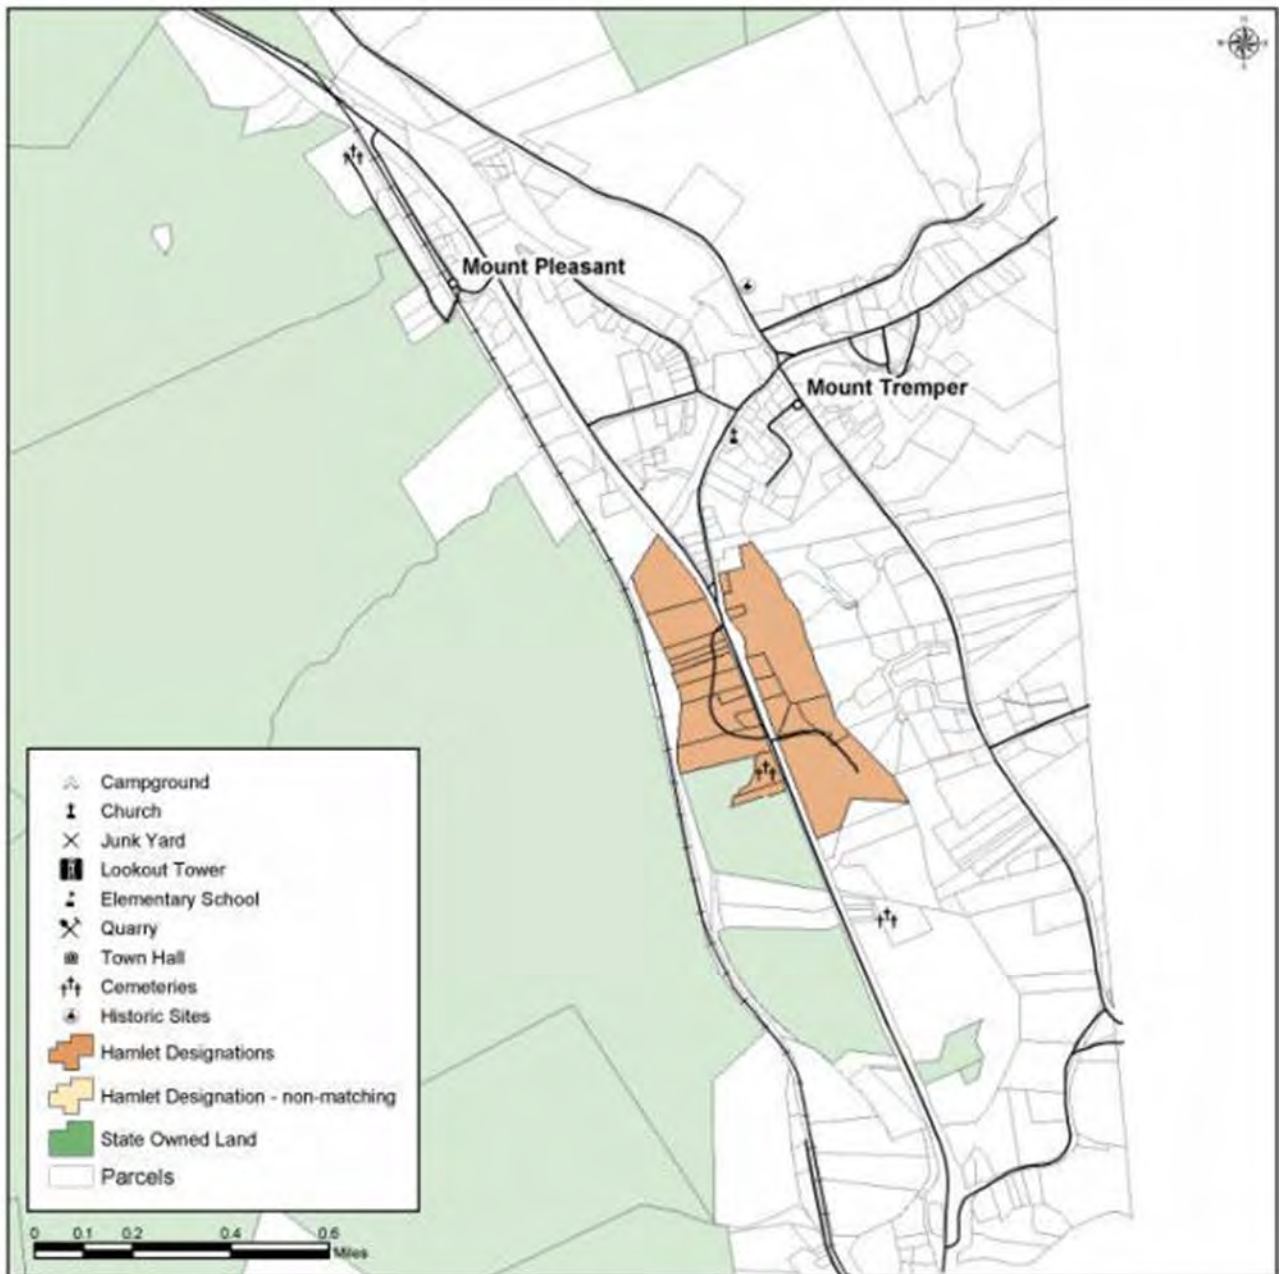 N
W E
S
Mount Pleasant
Mount Tremper
Campground
Church
Junk Yard
Lookout Tower
Elementary School
Quarry
Town Hall
Cemeteries
Historic Sites
Hamlet Designations
Hamlet Designation - non-matching
State Owned Land
Parcels
0 0.1 0.2 0.4 0.6
Miles